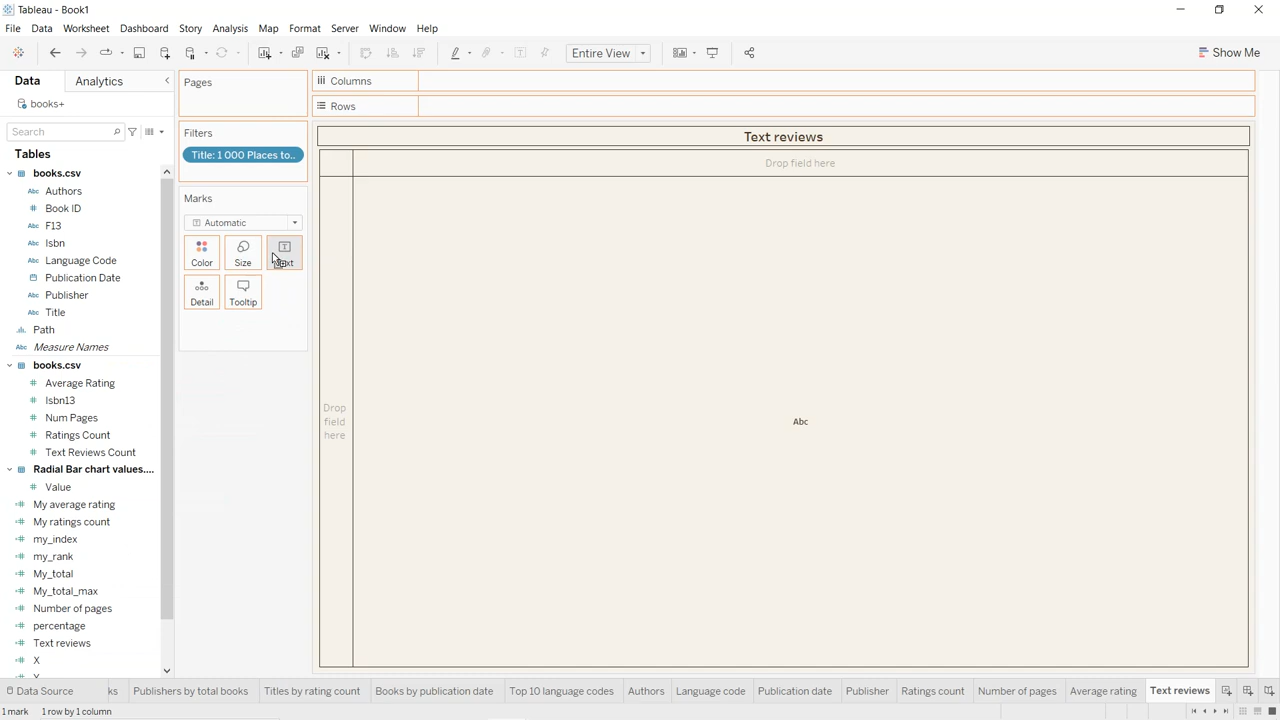 Tableau - Book1
File Data Worksheet Dashboard Story Analysis Map Format Server Window Help
Entire View
Show Me
Data Analytics
Pages
Columns
books+
Rows
Search
Filters
Text reviews
Tables
Title: 1 000 Places to..
Drop field here
books.csv
Authors
Marks
Book ID
Automatic
F13
Isbn
Language Code
Color Size
Publication Date
Publisher
Detail Tooltip
Title
Path
Measure Names
books.csv
Average Rating
Isbn13
Drop
field
here
Abc
Num Pages
Ratings Count
Text Reviews Count
Radial Bar chart values....
Value
My average rating
My ratings count
my_index
my_rank
My_total
My_total_max
Number of pages
percentage
Text reviews
X
Data Source ks Publishers by total books Titles by rating count Books by publication date Top 10 language codes Authors Language code Publication date Publisher Ratings count Number of pages Average rating Text reviews
1 mark 1 row by 1 column